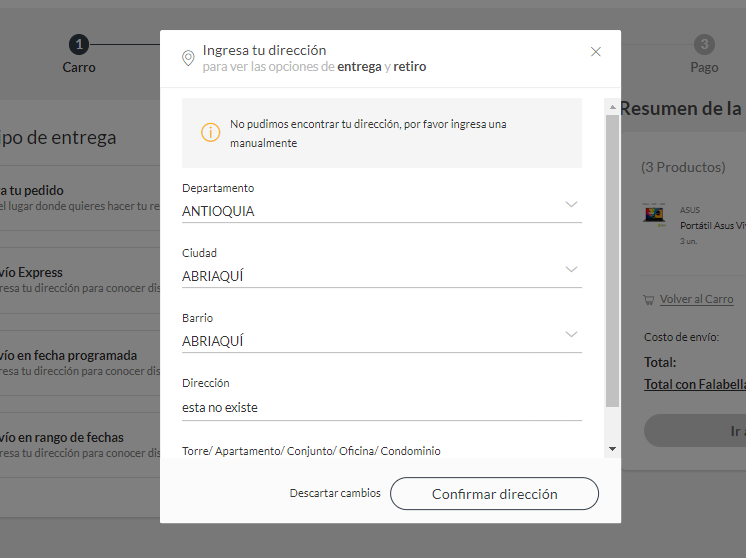 1
Carro
3
Pago
Ingresa tu dirección
para ver las opciones de entrega y retiro
No pudimos encontrar tu dirección, por favor ingresa una
manualmente
Departamento
ANTIOQUIA
Ciudad
ABRIAQUÍ
Barrio
ABRIAQUÍ
Dirección
esta no existe
Torre/ Apartamento/ Conjunto/ Oficina/ Condominio
Descartar cambios
Confirmar dirección
ipo de entrega
a tu pedido
el lugar donde quieres hacer tu re
vío Express
resa tu dirección para conocer dis
vío en fecha programada
resa tu dirección para conocer dis
vío en rango de fechas
resa tu dirección para conocer dis
Resumen de la
(3 Productos)
ASUS
Portátil Asus Viv
3 un.
Volver al Carro
Costo de envío:
Total:
Total con Falabella
Ir a